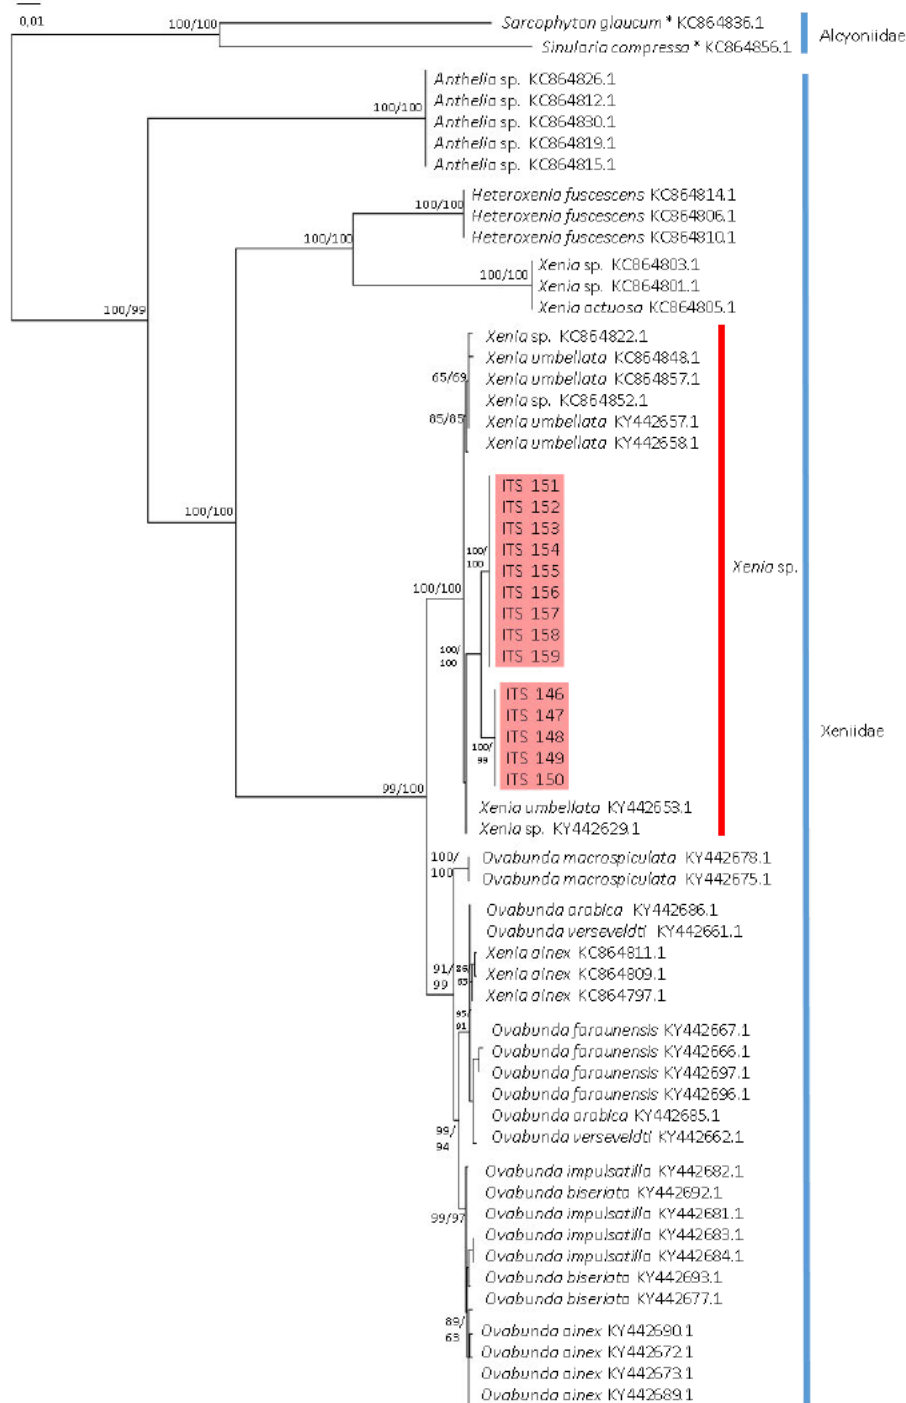 0,01
100/100
Sarcophyton glaucum * KC864836.1
Sinularia compressa * KC864856.1
Alcyoniidae
Anthelia sp. KC864826.1
Anthelia sp. KC864812.1
100/100
Anthelia sp. KC864830.1
Anthelia sp. KC864819.1
Anthelia sp. KC864815.1
Heteroxenia fuscescens KC864814.1
100/100
Heteroxenia fuscescens KC864806.1
Heteroxenia fuscescens KC864810.1
100/100
Xenia sp. KC864803.1
100/100
Xenia sp. KC864801.1
Xenia actuosa KC864805.1
100/99
Xenia sp. KC864822.1
Xenia umbellata KC864848.1
65/69
Xenia umbellata KC864857.1
Xenia sp. KC864852.1
85/85
Xenia umbellata KY442657.1
Xenia umbellata KY442658.1
ITS 151
ITS 152
100/100
ITS 153
ITS 154
100/
100
ITS 155
ITS 156
ITS 157
ITS 158
ITS 159
Xenia sp.
100/100
100/
100
ITS 146
ITS 147
ITS 148
ITS 149
ITS 150
100/
99
Xeniidae
99/100
Xenia umbellata KY442653.1
Xenia sp. KY442629.1
100/
100
Ovabunda macrospiculata KY442678.1
Ovabunda macrospiculata KY442675.1
Ovabunda arabica KY442686.1
Ovabunda verseveldti KY442661.1
Xenia ainex KC864811.1
91/
99
Xenia ainex KC864809.1
Xenia ainex KC864797.1
95/
91
Ovabunda faraunensis KY442667.1
Ovabunda faraunensis KY442666.1
Ovabunda faraunensis KY442697.1
Ovabunda faraunensis KY442696.1
Ovabunda arabica KY442685.1
99/
94
Ovabunda verseveldti KY442662.1
Ovabunda impulsatilla KY442682.1
Ovabunda biseriata KY442692.1
99/97
Ovabunda impulsatilla KY442681.1
Ovabunda impulsatilla KY442683.1
Ovabunda impulsatilla KY442684.1
Ovabunda biseriata KY442693.1
Ovabunda biseriata KY442677.1
89/
63
Ovabunda ainex KY442690.1
Ovabunda ainex KY442672.1
Ovabunda ainex KY442673.1
Ovabunda ainex KY442689.1